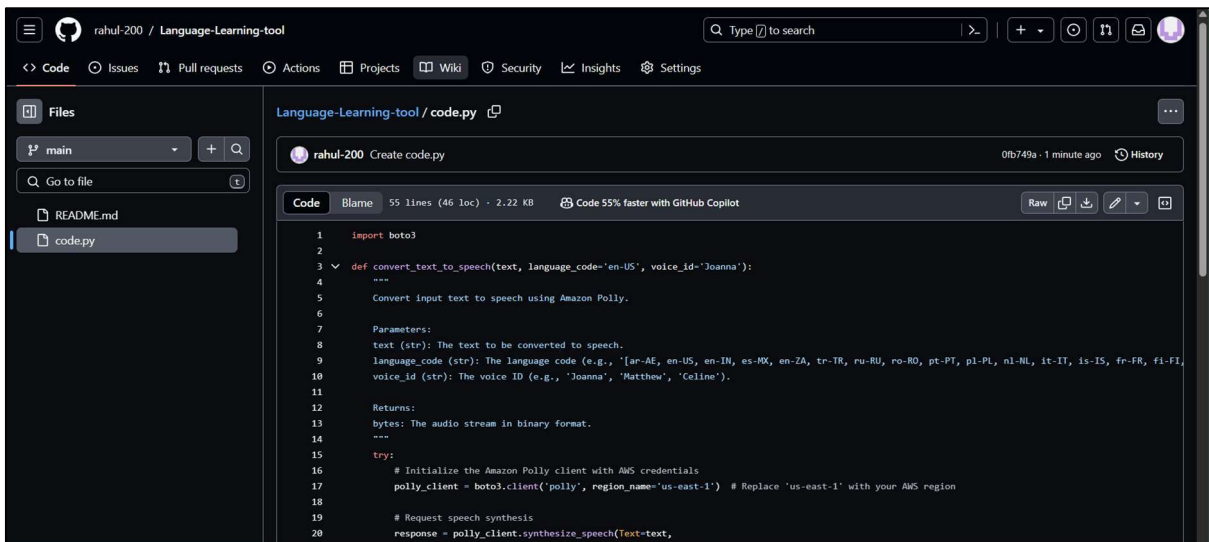 rahul-200 / Language-Learning-tool
Type / to search
Code Issues Pull requests Actions Projects Wiki Security Insights Settings
Files
Language-Learning-tool / code.py
main
rahul-200 Create code.py
0fb749a · 1 minute ago History
Go to file t
Code Blame 55 lines (46 loc) · 2.22 KB Code 55% faster with GitHub Copilot Raw
README.md
code.py
1 import boto3
2
3 def convert_text_to_speech(text, language_code='en-US', voice_id='Joanna'):
4 """
5 Convert input text to speech using Amazon Polly.
6
7 Parameters:
8 text (str): The text to be converted to speech.
9 language_code (str): The language code (e.g., '[ar-AE, en-US, en-IN, es-MX, en-ZA, tr-TR, ru-RU, ro-RO, pt-PT, pl-PL, nl-NL, it-IT, is-IS, fr-FR, fi-FI,
10 voice_id (str): The voice ID (e.g., 'Joanna', 'Matthew', 'Celine').
11
12 Returns:
13 bytes: The audio stream in binary format.
14 """
15 try:
16 # Initialize the Amazon Polly client with AWS credentials
17 polly_client = boto3.client('polly', region_name='us-east-1') # Replace 'us-east-1' with your AWS region
18
19 # Request speech synthesis
20 response = polly_client.synthesize_speech(Text=text,